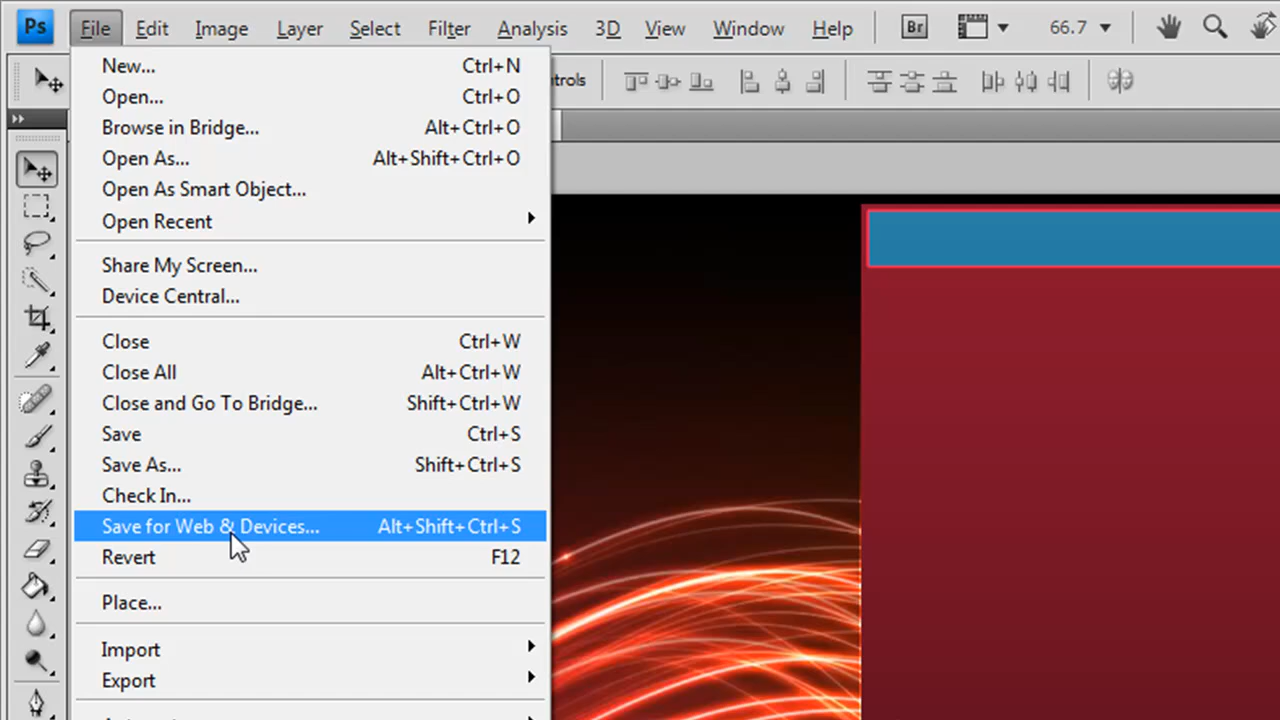 Ps File Edit Image Layer Select Filter Analysis 3D View Window Help Br 66.7
New... Ctrl+N
Open... Ctrl+O
Browse in Bridge... Alt+Ctrl+O
Open As... Alt+Shift+Ctrl+O
Open As Smart Object...
Open Recent
Share My Screen...
Device Central...
Close Ctrl+W
Close All Alt+Ctrl+W
Close and Go To Bridge... Shift+Ctrl+W
Save Ctrl+S
Save As... Shift+Ctrl+S
Check In...
Save for Web & Devices... Alt+Shift+Ctrl+S
Revert F12
Place...
Import
Export